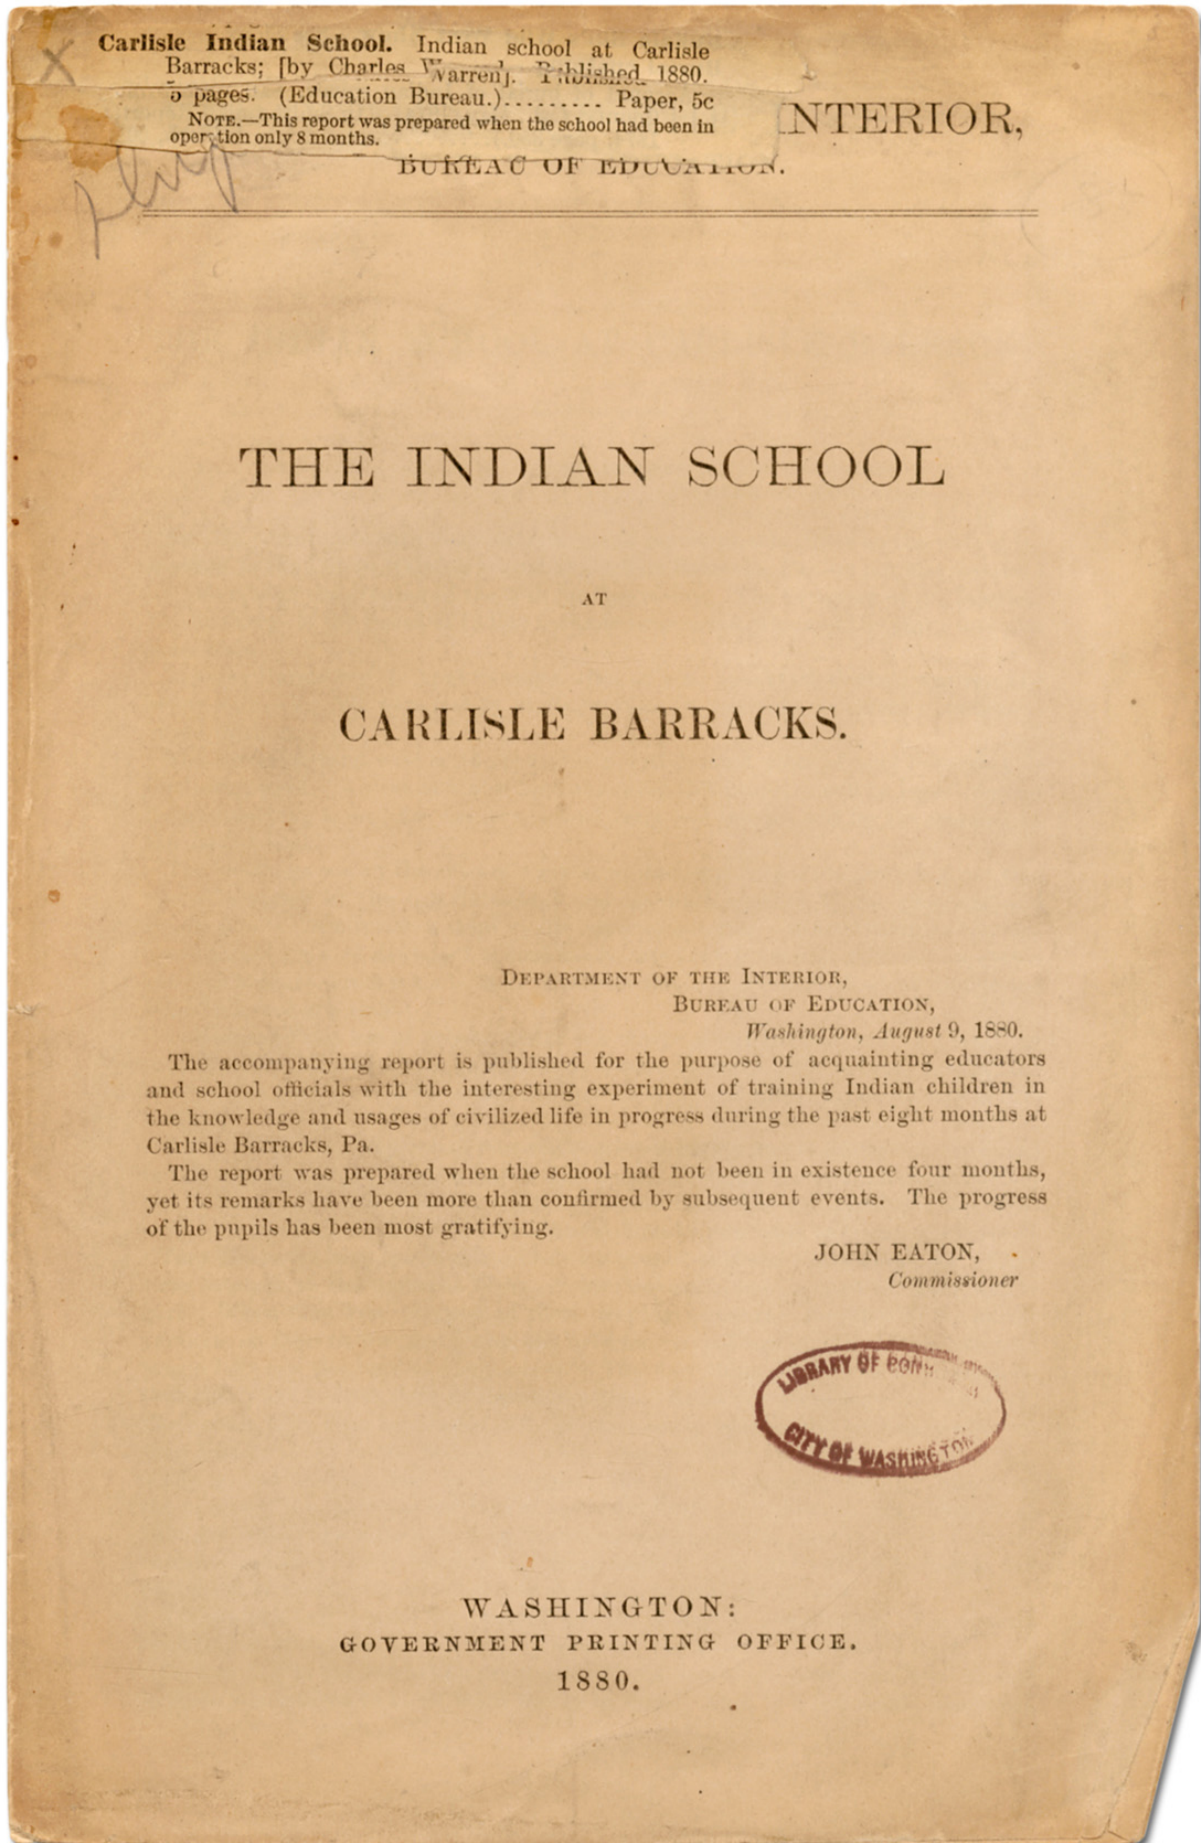 Carlisle Indian School. Indian school at Carlisle
Barracks; [by Charles Warren]. Published 1880.
5 pages. (Education Bureau.)......... Paper, 5c
NOTE.—This report was prepared when the school had been in
operation only 8 months.
NTERIOR,
BUREAU OF EDUCATION.
THE INDIAN SCHOOL
AT
CARLISLE BARRACKS.
DEPARTMENT OF THE INTERIOR,
BUREAU OF EDUCATION,
Washington, August 9, 1880.
The accompanying report is published for the purpose of acquainting educators
and school officials with the interesting experiment of training Indian children in
the knowledge and usages of civilized life in progress during the past eight months at
Carlisle Barracks, Pa.
The report was prepared when the school had not been in existence four months,
yet its remarks have been more than confirmed by subsequent events. The progress
of the pupils has been most gratifying.
JOHN EATON,
Commissioner
LIBRARY OF
CITY OF WASHINGTON
WASHINGTON:
GOVERNMENT PRINTING OFFICE.
1880.